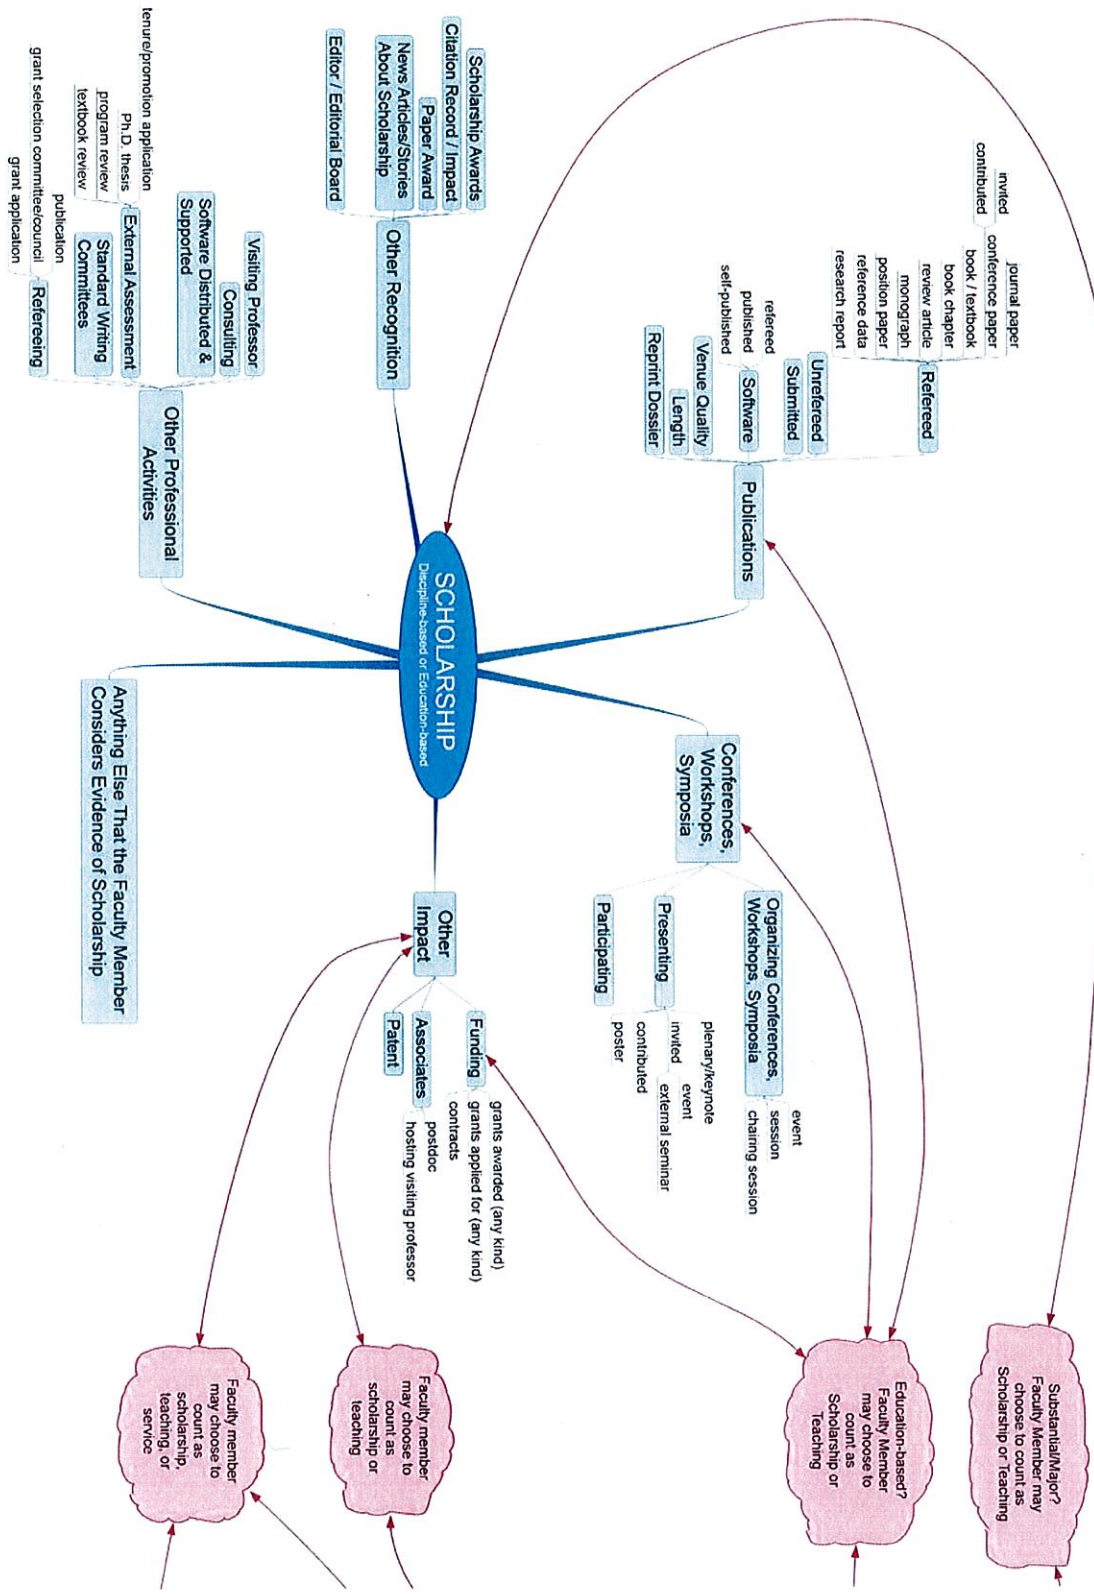 SCHOLARSHIP
Discipline-based or Education-based
Publications
Refereed
journal paper
conference paper
invited
contributed
book / textbook
book chapter
review article
monograph
position paper
reference data
research report
Unrefereed
Submitted
Software
refereed
published
self-published
Venue Quality
Length
Reprint Dossier
Other Recognition
Scholarship Awards
Citation Record / Impact
Paper Award
News Articles/Stories
About Scholarship
Editor / Editorial Board
Other Professional
Activities
Visiting Professor
Consulting
Software Distributed &
Supported
External Assessment
tenure/promotion application
Ph.D. thesis
program review
textbook review
Standard Writing
Committees
Refereeing
publication
grant selection committee/council
grant application
Conferences,
Workshops,
Symposia
Organizing Conferences,
Workshops, Symposia
event
session
chairing session
Presenting
plenary/keynote
invited
event
external seminar
contributed
poster
Participating
Other
Impact
Funding
grants awarded (any kind)
grants applied for (any kind)
contracts
Associates
postdoc
hosting visiting professor
Patent
Anything Else That the Faculty Member
Considers Evidence of Scholarship
Substantial/Major?
Faculty Member may
choose to count as
Scholarship or Teaching
Education-based?
Faculty Member
may choose to
count as
Scholarship or
Teaching
Faculty member
may choose to
count as
scholarship or
teaching
Faculty member
may choose to
count as
scholarship,
teaching, or
service